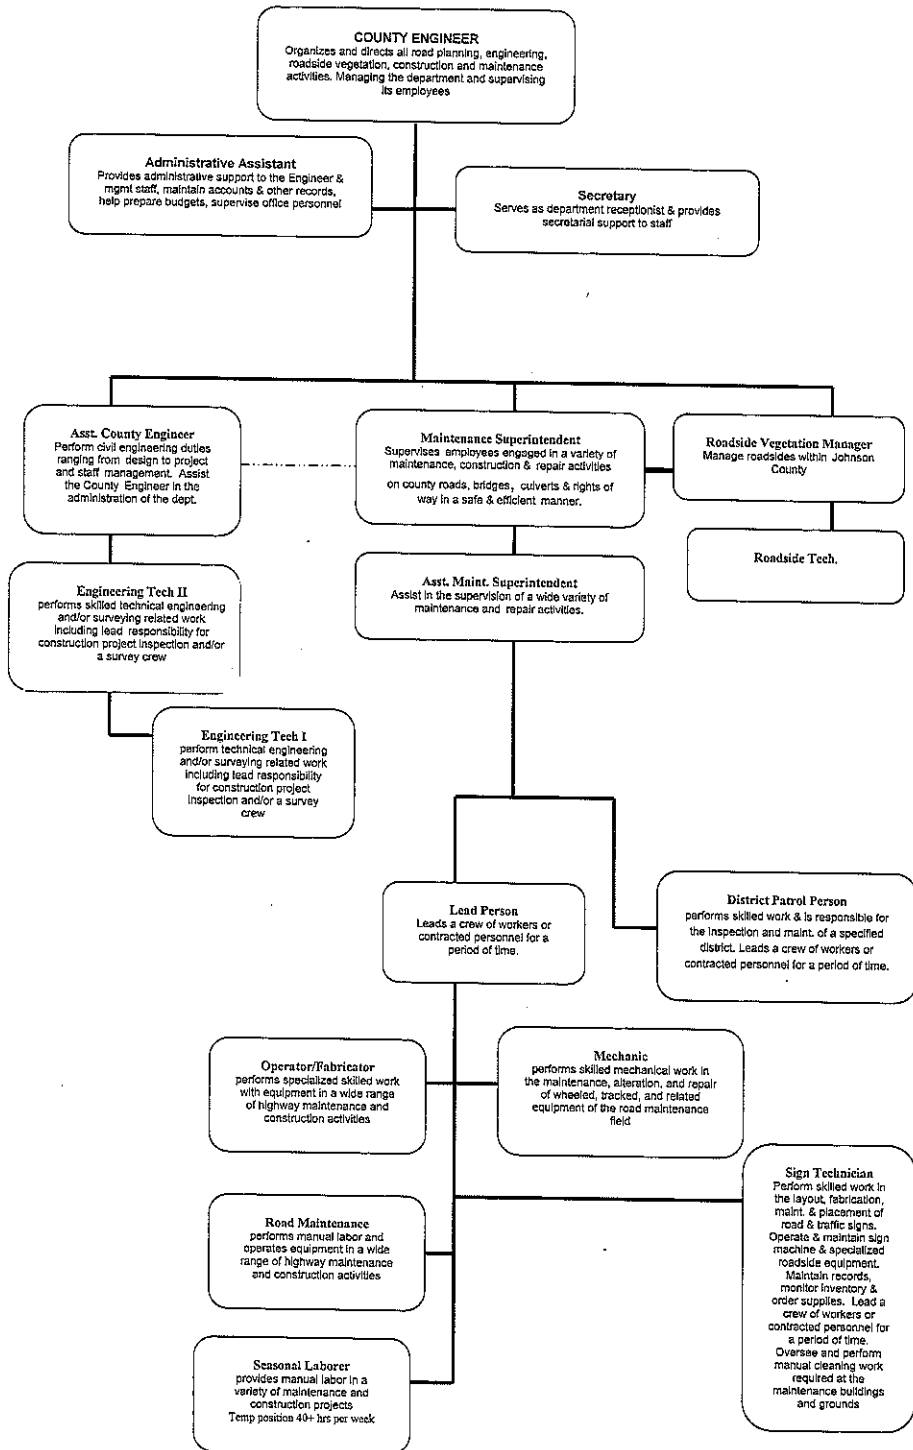 COUNTY ENGINEER
Organizes and directs all road planning, engineering,
roadside vegetation, construction and maintenance
activities. Managing the department and supervising
its employees
Administrative Assistant
Provides administrative support to the Engineer &
mgmt staff, maintain accounts & other records,
help prepare budgets, supervise office personnel
Secretary
Serves as department receptionist & provides
secretarial support to staff
Asst. County Engineer
Perform civil engineering duties
ranging from design to project
and staff management. Assist
the County Engineer in the
administration of the dept.
Maintenance Superintendent
Supervises employees engaged in a variety of
maintenance, construction & repair activities
on county roads, bridges, culverts & rights of
way in a safe & efficient manner.
Roadside Vegetation Manager
Manage roadsides within Johnson
County
Roadside Tech.
Engineering Tech II
performs skilled technical engineering
and/or surveying related work
including lead responsibility for
construction project inspection and/or
a survey crew
Asst. Maint. Superintendent
Assist in the supervision of a wide variety of
maintenance and repair activities.
Engineering Tech I
perform technical engineering
and/or surveying related work
including lead responsibility
for construction project
inspection and/or a survey
crew
Lead Person
Leads a crew of workers or
contracted personnel for a
period of time.
District Patrol Person
performs skilled work & is responsible for
the inspection and maint. of a specified
district. Leads a crew of workers or
contracted personnel for a period of time.
Operator/Fabricator
performs specialized skilled work
with equipment in a wide range
of highway maintenance and
construction activities
Mechanic
performs skilled mechanical work in
the maintenance, alteration, and repair
of wheeled, tracked, and related
equipment of the road maintenance
field
Sign Technician
Perform skilled work in
the layout, fabrication,
maint. & placement of
road & traffic signs.
Operate & maintain sign
machine & specialized
roadside equipment.
Maintain records,
monitor inventory &
order supplies. Lead a
crew of workers or
contracted personnel for
a period of time.
Oversee and perform
manual cleaning work
required at the
maintenance buildings
and grounds
Road Maintenance
performs manual labor and
operates equipment in a wide
range of highway maintenance
and construction activities
Seasonal Laborer
provides manual labor in a
variety of maintenance and
construction projects
Temp position 40+ hrs per week